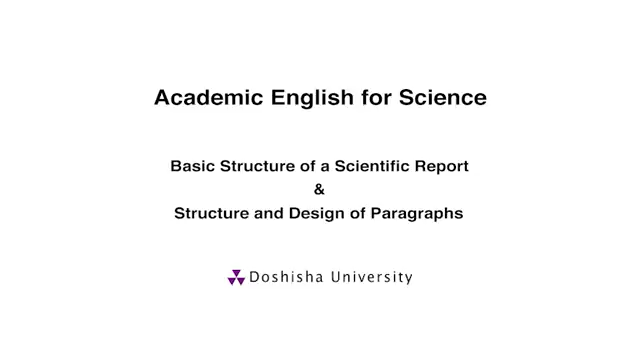 Academic English for Science
Basic Structure of a Scientific Report
&
Structure and Design of Paragraphs
Doshisha University